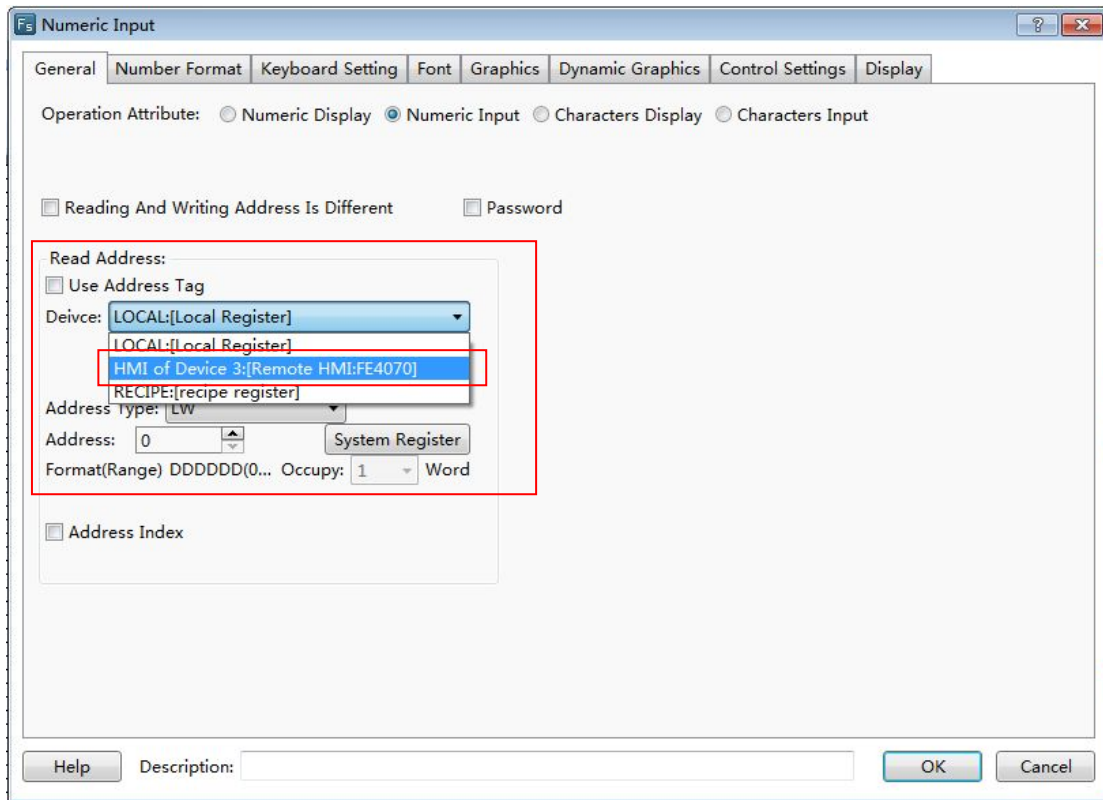 Fs Numeric Input
General Number Format Keyboard Setting Font Graphics Dynamic Graphics Control Settings Display
Operation Attribute: Numeric Display Numeric Input Characters Display Characters Input
Reading And Writing Address Is Different Password
Read Address:
Use Address Tag
Deivce: LOCAL:[Local Register]
LOCAL:[Local Register]
HMI of Device 3:[Remote HMI:FE4070]
RECIPE:[recipe register]
Address Type: LW
Address: 0 System Register
Format(Range) DDDDDD(0... Occupy: 1 Word
Address Index
Help Description: OK Cancel